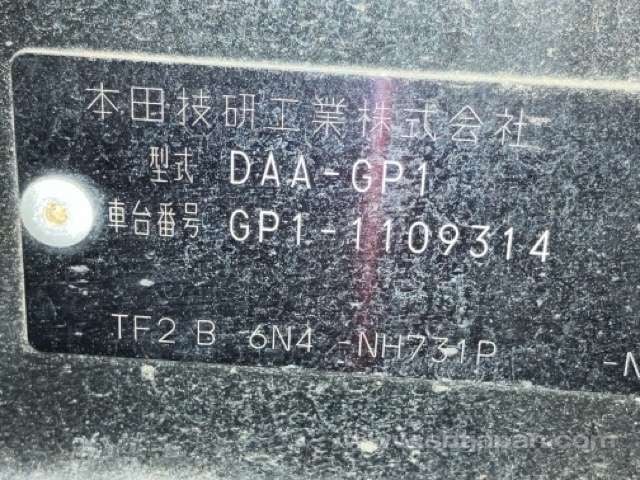 本田技研工業株式会社
型式 DAA-GP1
車台番号 GP1-1109314
TF2 B 6N4 -NH731P -N